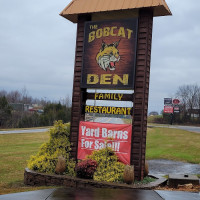 THE
BOBCAT
DEN
FAMILY
RESTAURANT
Yard Barns
For Sale!